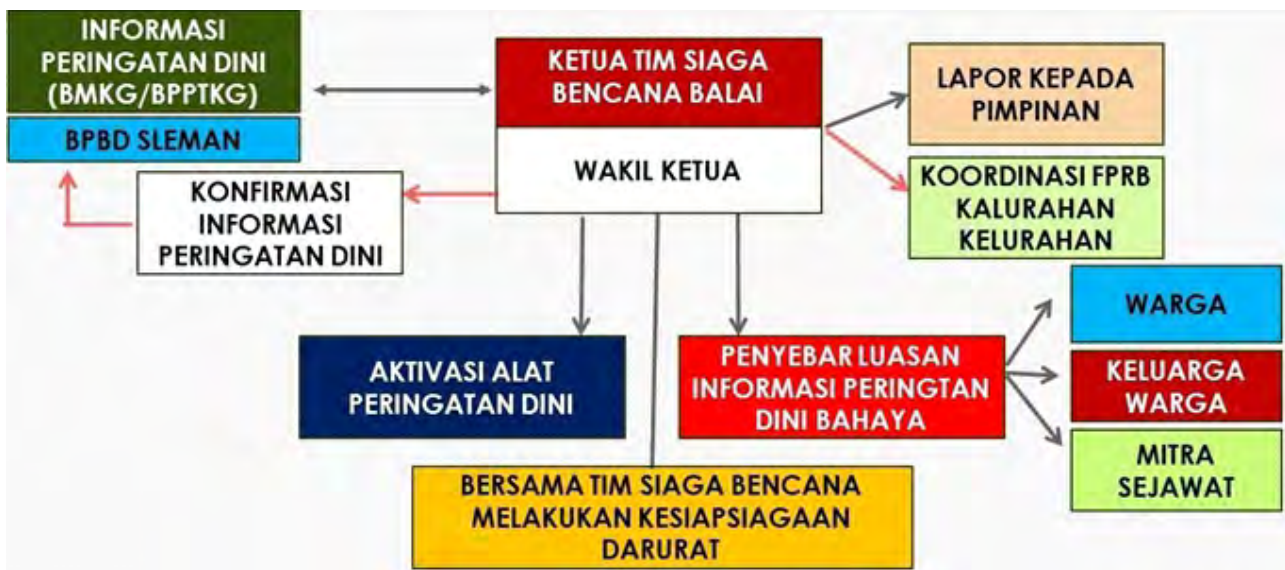 INFORMASI
PERINGATAN DINI
(BMKG/BPPTKG)
BPBD SLEMAN
KETUA TIM SIAGA
BENCANA BALAI
WAKIL KETUA
LAPOR KEPADA
PIMPINAN
KOORDINASI FPRB
KALURAHAN
KELURAHAN
KONFIRMASI
INFORMASI
PERINGATAN DINI
AKTIVASI ALAT
PERINGATAN DINI
PENYEBAR LUASAN
INFORMASI PERINGTAN
DINI BAHAYA
WARGA
KELUARGA
WARGA
MITRA
SEJAWAT
BERSAMA TIM SIAGA BENCANA
MELAKUKAN KESIAPSIAGAAN
DARURAT